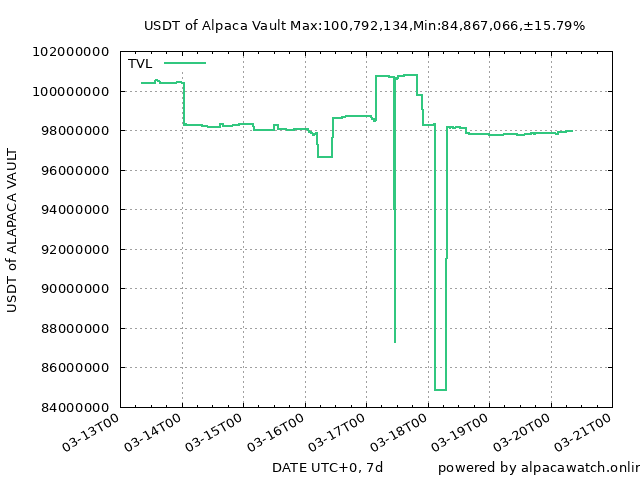 USDT of Alpaca Vault Max:100,792,134,Min:84,867,066,±15.79%
TVL
102000000
100000000
98000000
96000000
94000000
92000000
90000000
88000000
86000000
84000000
USDT of ALAPACA VAULT
03-13T00
03-14T00
03-15T00
03-16T00
03-17T00
03-18T00
03-19T00
03-20T00
03-21T00
DATE UTC+0, 7d
powered by alpacawatch.onlin